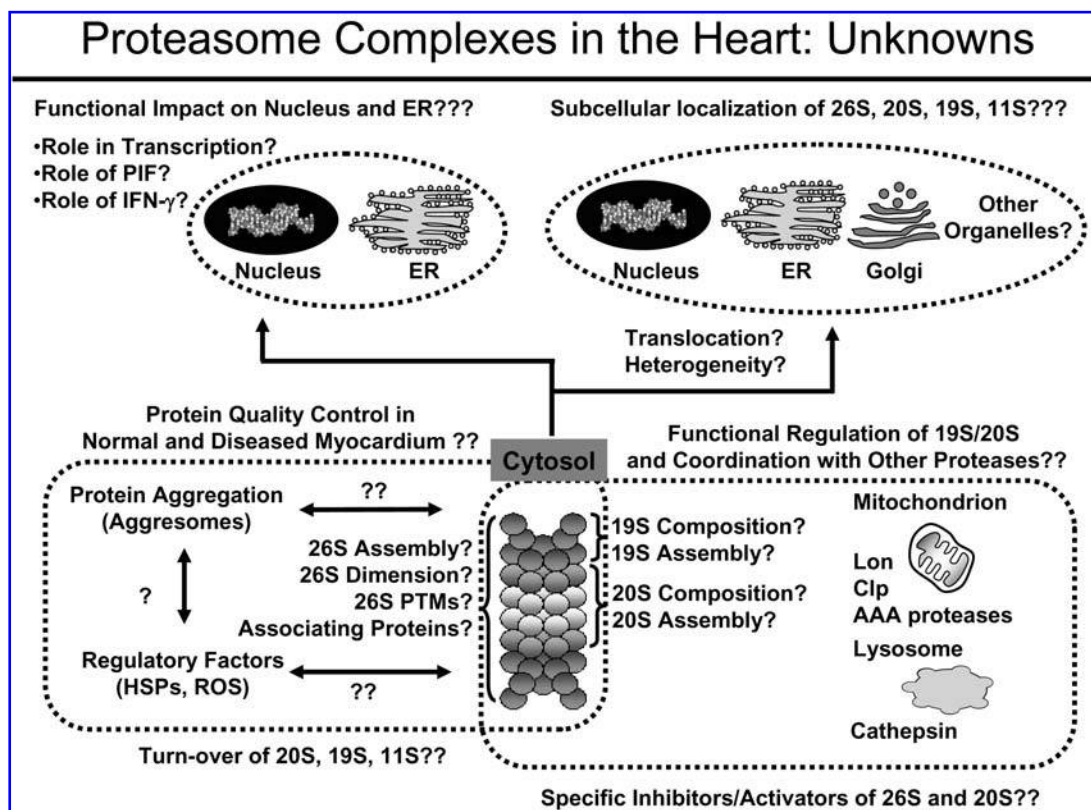 Proteasome Complexes in the Heart: Unknowns
Functional Impact on Nucleus and ER???
•Role in Transcription?
•Role of PIF?
•Role of IFN-γ?
Nucleus
ER
Subcellular localization of 26S, 20S, 19S, 11S???
Other
Organelles?
Nucleus
ER
Golgi
Translocation?
Heterogeneity?
Protein Quality Control in
Normal and Diseased Myocardium ??
Cytosol
Functional Regulation of 19S/20S
and Coordination with Other Proteases??
Protein Aggregation
(Aggresomes)
??
?
Regulatory Factors
(HSPs, ROS)
??
26S Assembly?
26S Dimension?
26S PTMs?
Associating Proteins?
19S Composition?
19S Assembly?
20S Composition?
20S Assembly?
Mitochondrion
Lon
Clp
AAA proteases
Lysosome
Cathepsin
Turn-over of 20S, 19S, 11S??
Specific Inhibitors/Activators of 26S and 20S??